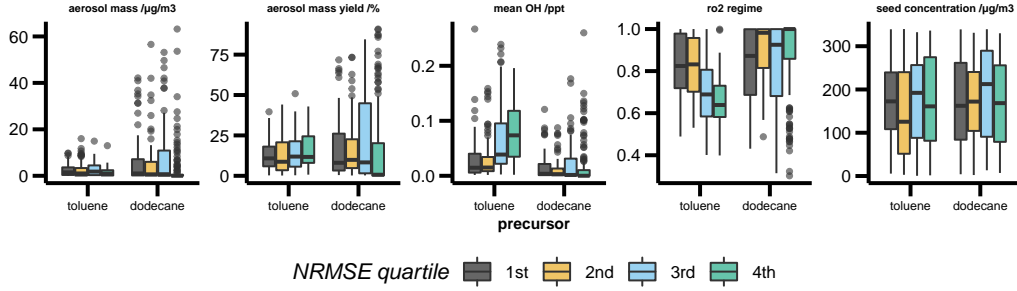 aerosol mass /µg/m3
aerosol mass yield /%
mean OH /ppt
ro2 regime
seed concentration /µg/m3
60
40
20
0
toluene
dodecane
75
50
25
0
toluene
dodecane
0.2
0.1
0.0
toluene
dodecane
1.0
0.8
0.6
0.4
toluene
dodecane
300
200
100
0
toluene
dodecane
precursor
NRMSE quartile
1st
2nd
3rd
4th